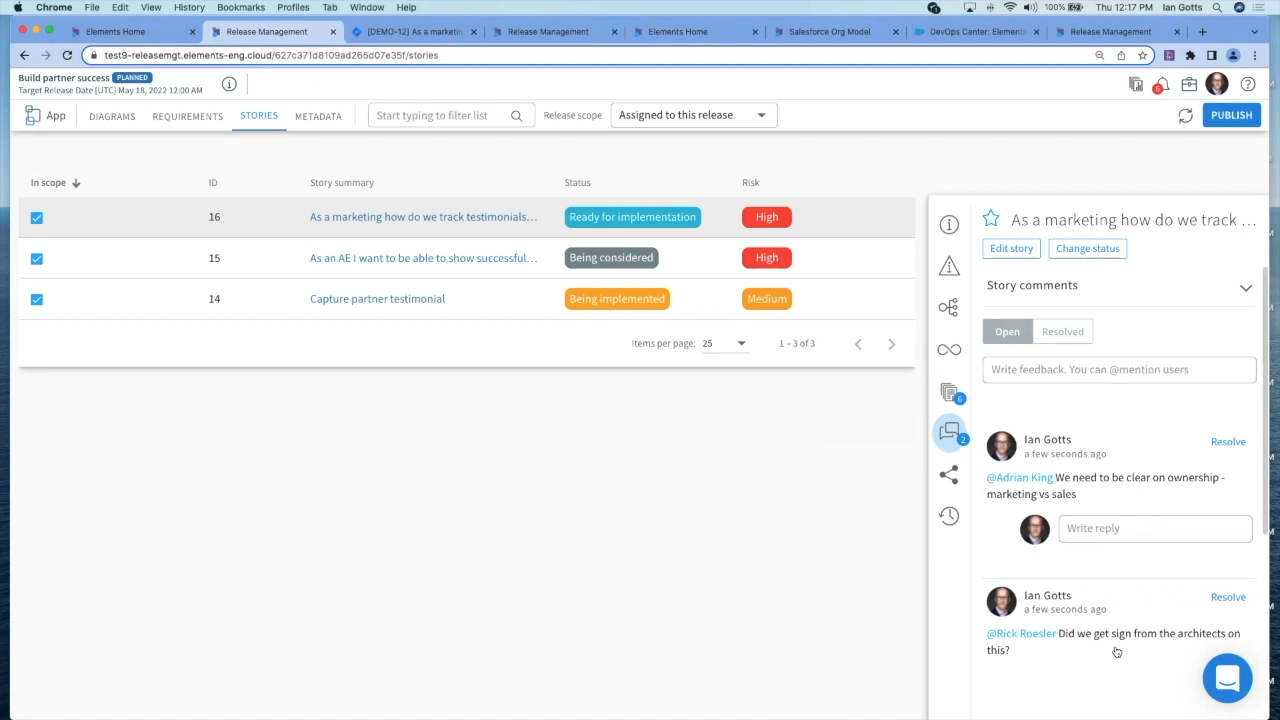 Chrome File Edit View History Bookmarks Profiles Tab Window Help
1 100% Thu 12:17 PM Ian Gotts
Elements Home
Release Management
[DEMO-12] As a marketin
Release Management
Elements Home
Salesforce Org Model
DevOps Center: Elements
Release Management
test9-releasemgt.elements-eng.cloud/627c371d8109ad265d07e35f/stories
Build partner success PLANNED
Target Release Date [UTC] May 18, 2022 12:00 AM
6
App DIAGRAMS REQUIREMENTS STORIES METADATA Start typing to filter list Release scope Assigned to this release PUBLISH
In scope ID Story summary Status Risk
16 As a marketing how do we track testimonials... Ready for implementation High
15 As an AE I want to be able to show successful... Being considered High
14 Capture partner testimonial Being implemented Medium
Items per page: 25 1 – 3 of 3
As a marketing how do we track ...
Edit story Change status
Story comments
Open Resolved
Write feedback. You can @mention users
6
2
Ian Gotts Resolve
a few seconds ago
@Adrian King We need to be clear on ownership -
marketing vs sales
Write reply
Ian Gotts Resolve
a few seconds ago
@Rick Roesler Did we get sign from the architects on
this?